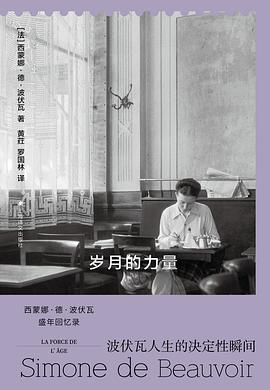 [法] 西蒙娜·德·波伏瓦 著
黄荭 罗国林 译
岁月的力量
西蒙娜·德·波伏瓦
盛年回忆录
LA FORCE DE
L'ÂGE
波伏瓦人生的决定性瞬间
Simone de Beauvoir